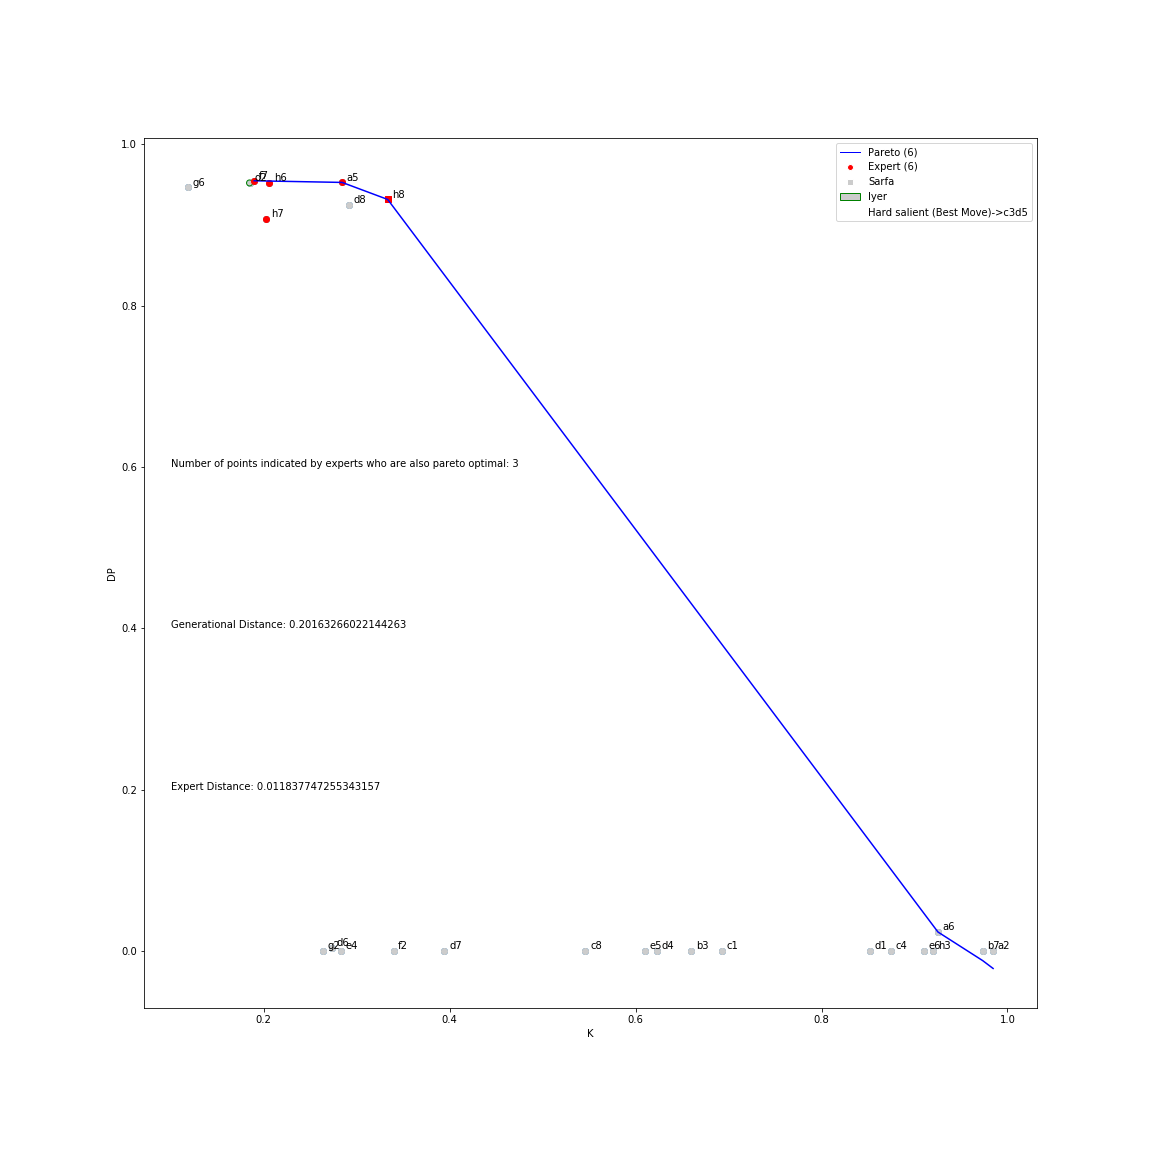 Pareto (6)
Expert (6)
Sarfa
Iyer
Hard salient (Best Move)->c3d5
1.0
g6
h6
a5
h8
d8
h7
0.8
Number of points indicated by experts who are also pareto optimal: 3
0.6
DP
0.4
Generational Distance: 0.20163266022144263
0.2
Expert Distance: 0.011837747255343157
a6
0.0
g2
d6
e4
f2
d7
c8
e5
d4
b3
c1
d1
c4
e6
h3
b7
a2
0.2
0.4
0.6
0.8
1.0
K